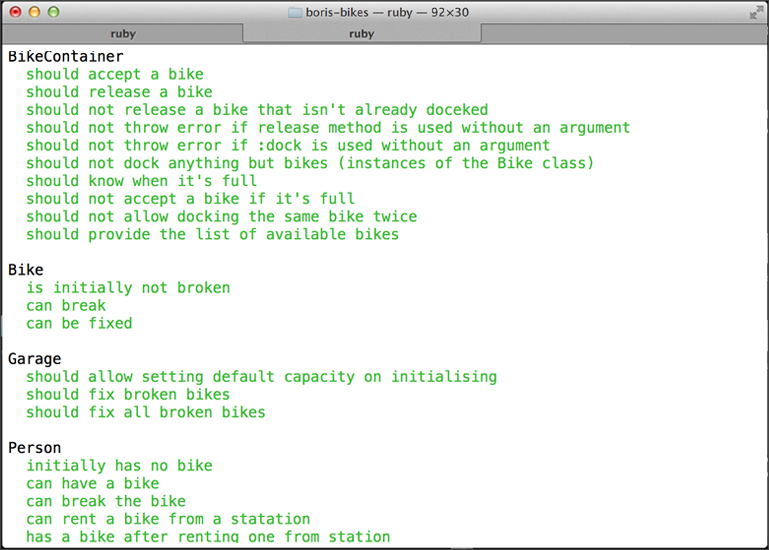 boris-bikes — ruby — 92×30
ruby
ruby
BikeContainer
should accept a bike
should release a bike
should not release a bike that isn't already doceked
should not throw error if release method is used without an argument
should not throw error if :dock is used without an argument
should not dock anything but bikes (instances of the Bike class)
should know when it's full
should not accept a bike if it's full
should not allow docking the same bike twice
should provide the list of available bikes
Bike
is initially not broken
can break
can be fixed
Garage
should allow setting default capacity on initialising
should fix broken bikes
should fix all broken bikes
Person
initially has no bike
can have a bike
can break the bike
can rent a bike from a statation
has a bike after renting one from station